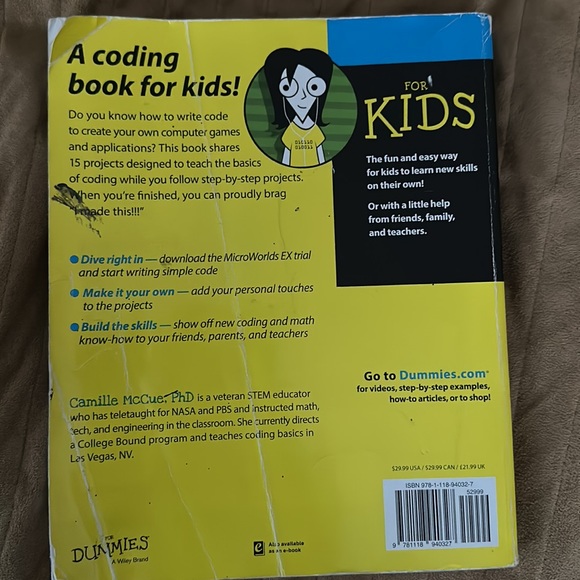 A coding
book for kids!
Do you know how to write code
to create your own computer games
and applications? This book shares
15 projects designed to teach the basics
of coding while you follow step-by-step projects.
When you're finished, you can proudly brag
"I made this!!!"
Dive right in — download the MicroWorlds EX trial
and start writing simple code
Make it your own — add your personal touches
to the projects
Build the skills — show off new coding and math
know-how to your friends, parents, and teachers
Camille McCue, PhD is a veteran STEM educator
who has teletaught for NASA and PBS and instructed math,
tech, and engineering in the classroom. She currently directs
a College Bound program and teaches coding basics in
Las Vegas, NV.
FOR
DUMMIES
A Wiley Brand
010110
010011
FOR
KIDS
The fun and easy way
for kids to learn new skills
on their own!
Or with a little help
from friends, family,
and teachers.
Go to Dummies.com®
for videos, step-by-step examples,
how-to articles, or to shop!
$29.99 USA / $29.99 CAN / £21.99 UK
ISBN 978-1-118-94032-7
52999
9 781118 940327
e
Also available
as an e-book